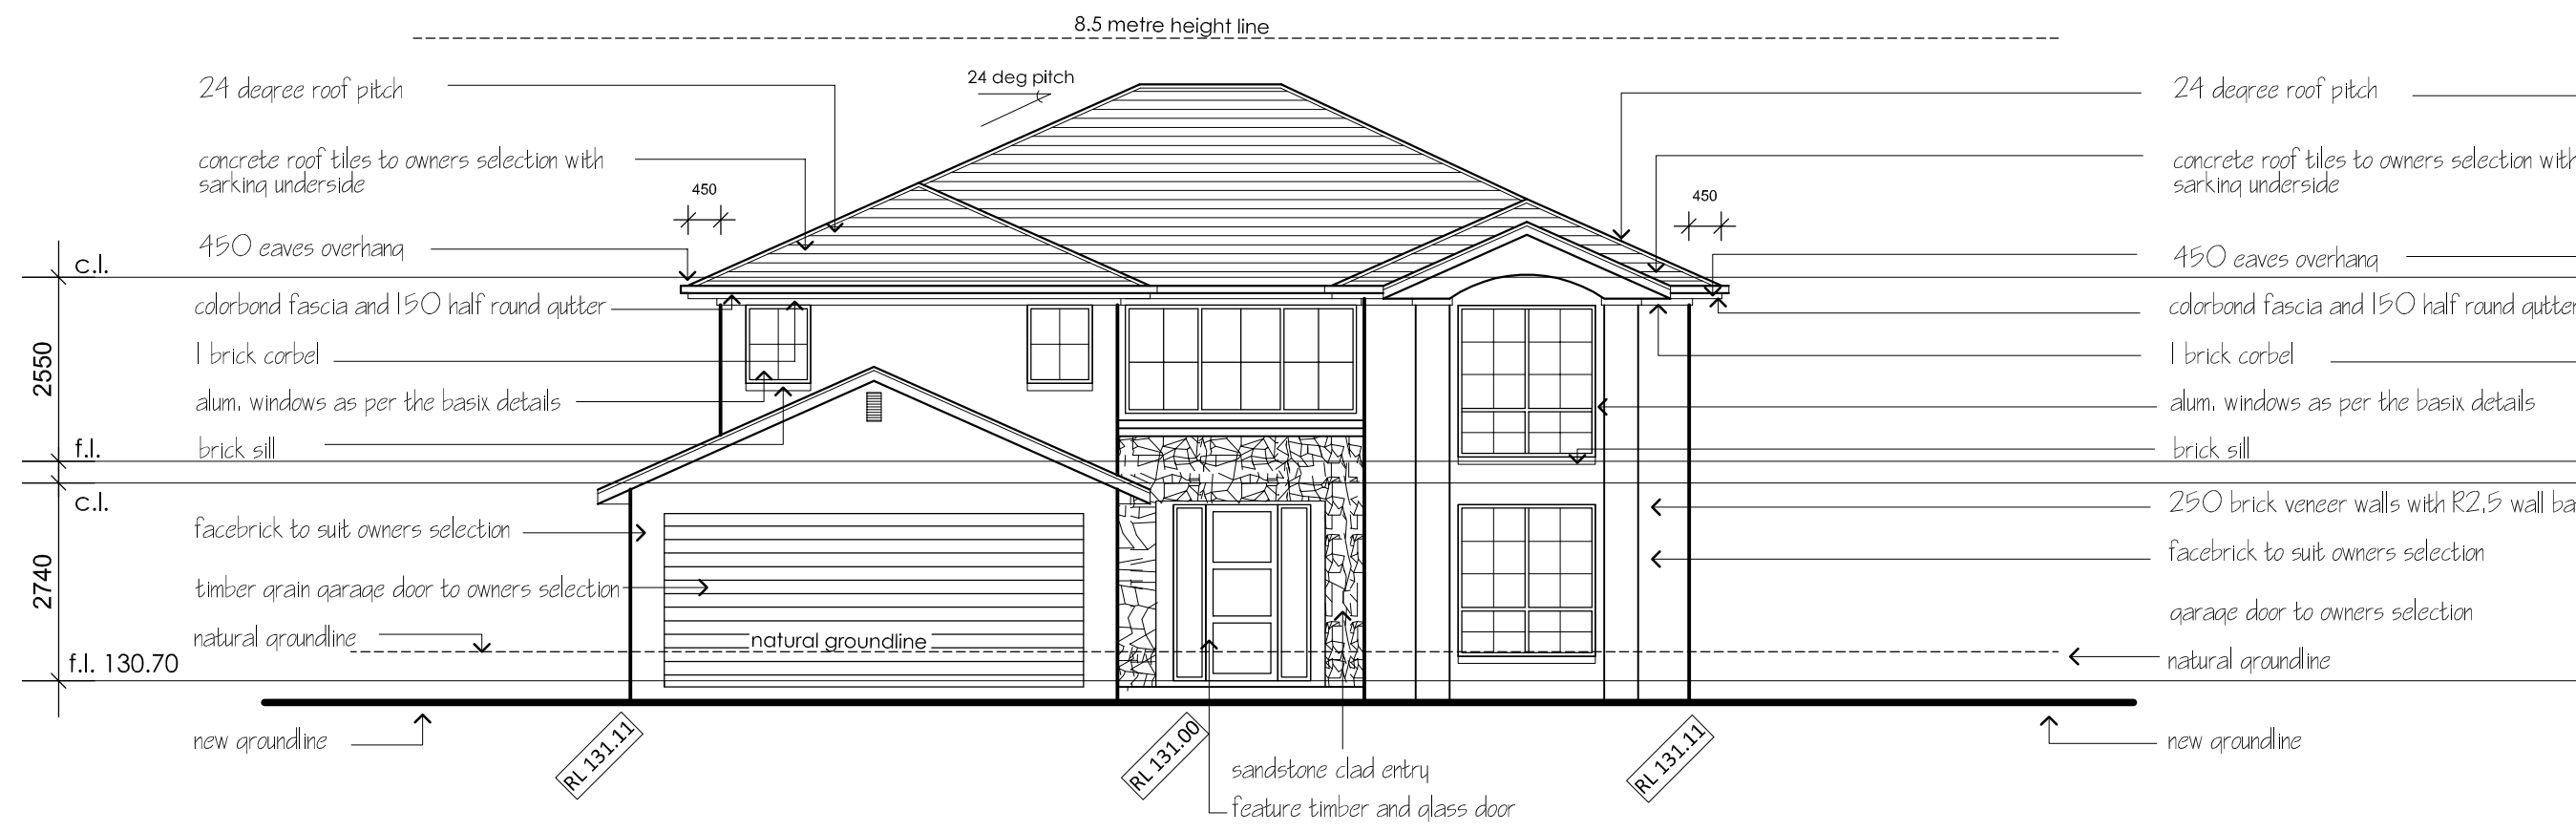 8.5 metre height line
24 deg pitch
24 degree roof pitch
concrete roof tiles to owners selection with
sarking underside
450
450 eaves overhang
c.l.
colorbond fascia and 150 half round gutter
1 brick corbel
2550
alum. windows as per the basix details
brick sill
f.l.
c.l.
facebrick to suit owners selection
2740
timber grain garage door to owners selection
natural groundline
natural groundline
f.l. 130.70
new groundline
RL 131.11
RL 131.00
RL 131.11
sandstone clad entry
feature timber and glass door
24 degree roof pitch
concrete roof tiles to owners selection with
sarking underside
450
450 eaves overhang
colorbond fascia and 150 half round gutter
1 brick corbel
alum. windows as per the basix details
brick sill
250 brick veneer walls with R2.5 wall ba
facebrick to suit owners selection
garage door to owners selection
natural groundline
new groundline